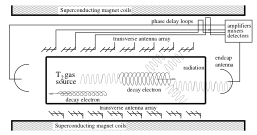 Superconducting magnet coils
phase delay loops
amplifiers
mixers
detectors
transverse antenna array
radiation
endcap
antenna
T₂ gas
source
decay electron
decay electron
transverse antenna array
Superconducting magnet coils